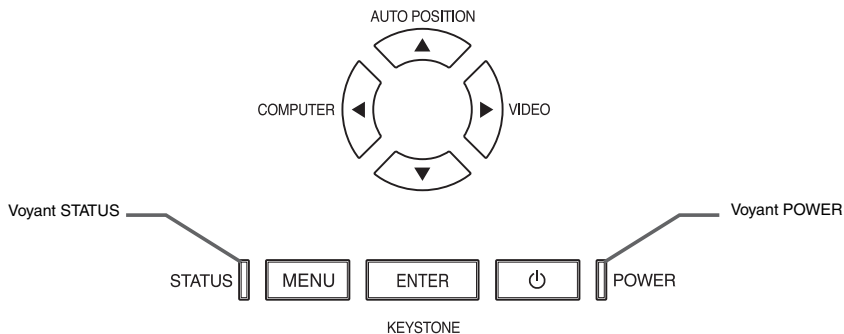 AUTO POSITION
COMPUTER
VIDEO
Voyant STATUS
Voyant POWER
STATUS
MENU
ENTER
POWER
KEYSTONE